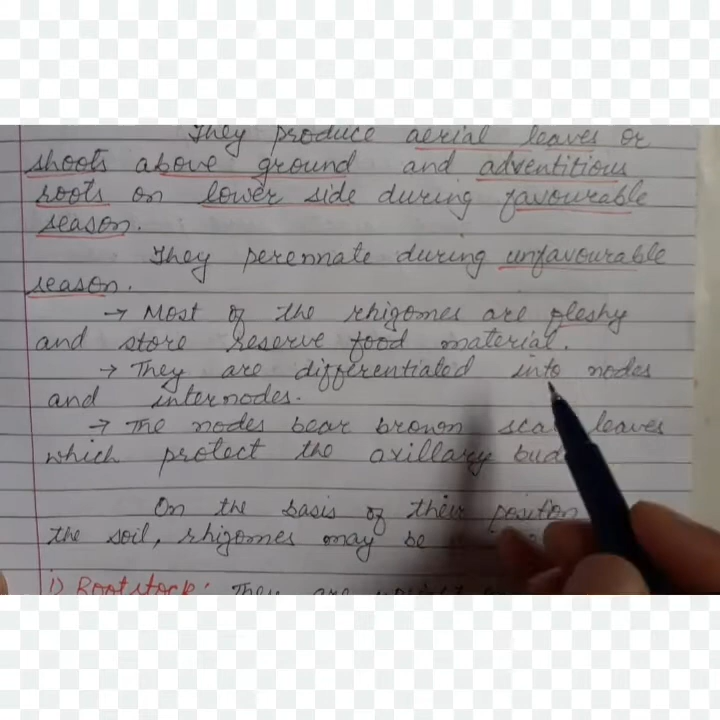 They produce aerial leaves or
shoots above ground and adventitious
roots on lower side during favourable
season.
They perennate during unfavourable
season.
→ Most of the rhizomes are fleshy
and store reserve food material.
→ They are differentiated into nodes
and internodes.
→ The nodes bear brown leaves
which protect the axillary
On the basis of their position
the soil, rhizomes may be
i) Rootstock: They are